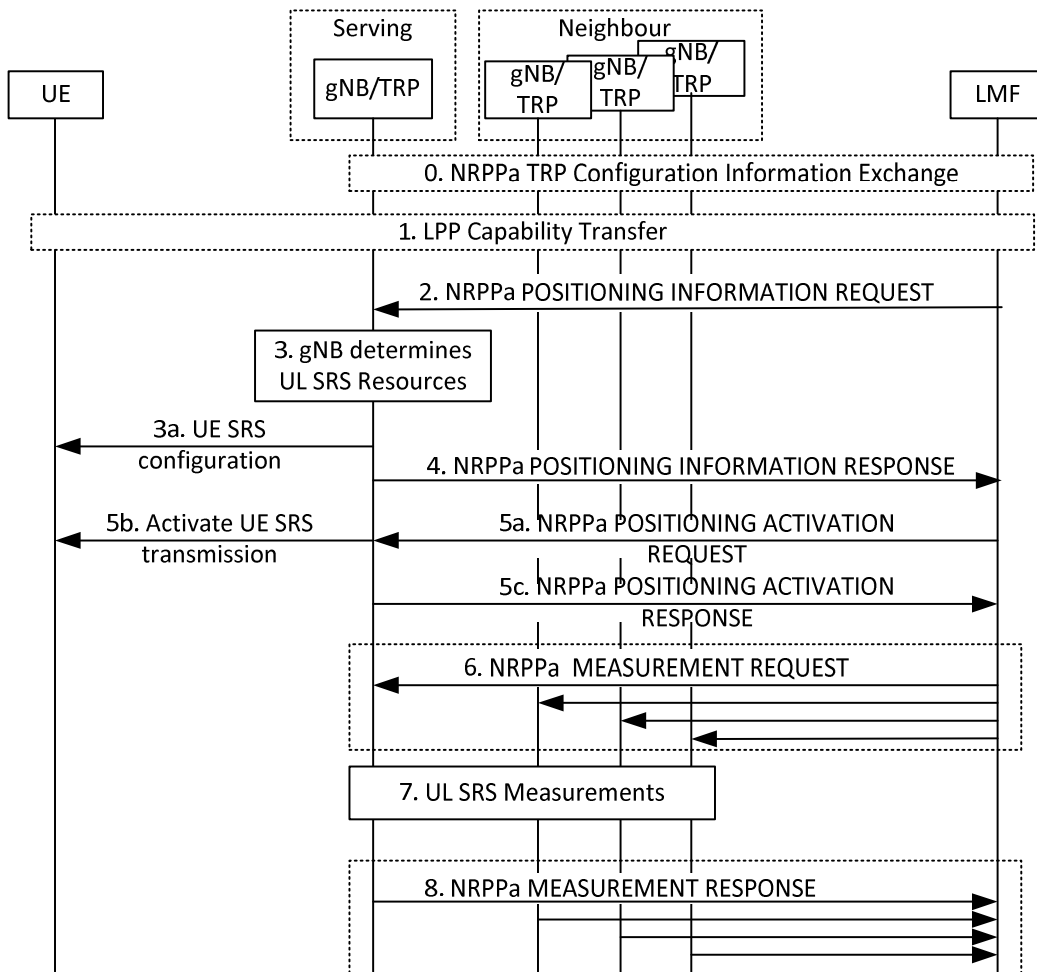 Serving
Neighbour
UE
gNB/TRP
gNB/
TRP
gNB/
TRP
gNB/
TRP
LMF
0. NRPPa TRP Configuration Information Exchange
1. LPP Capability Transfer
2. NRPPa POSITIONING INFORMATION REQUEST
3. gNB determines
UL SRS Resources
3a. UE SRS
configuration
4. NRPPa POSITIONING INFORMATION RESPONSE
5b. Activate UE SRS
transmission
5a. NRPPa POSITIONING ACTIVATION
REQUEST
5c. NRPPa POSITIONING ACTIVATION
RESPONSE
6. NRPPa  MEASUREMENT REQUEST
7. UL SRS Measurements
8. NRPPa MEASUREMENT RESPONSE